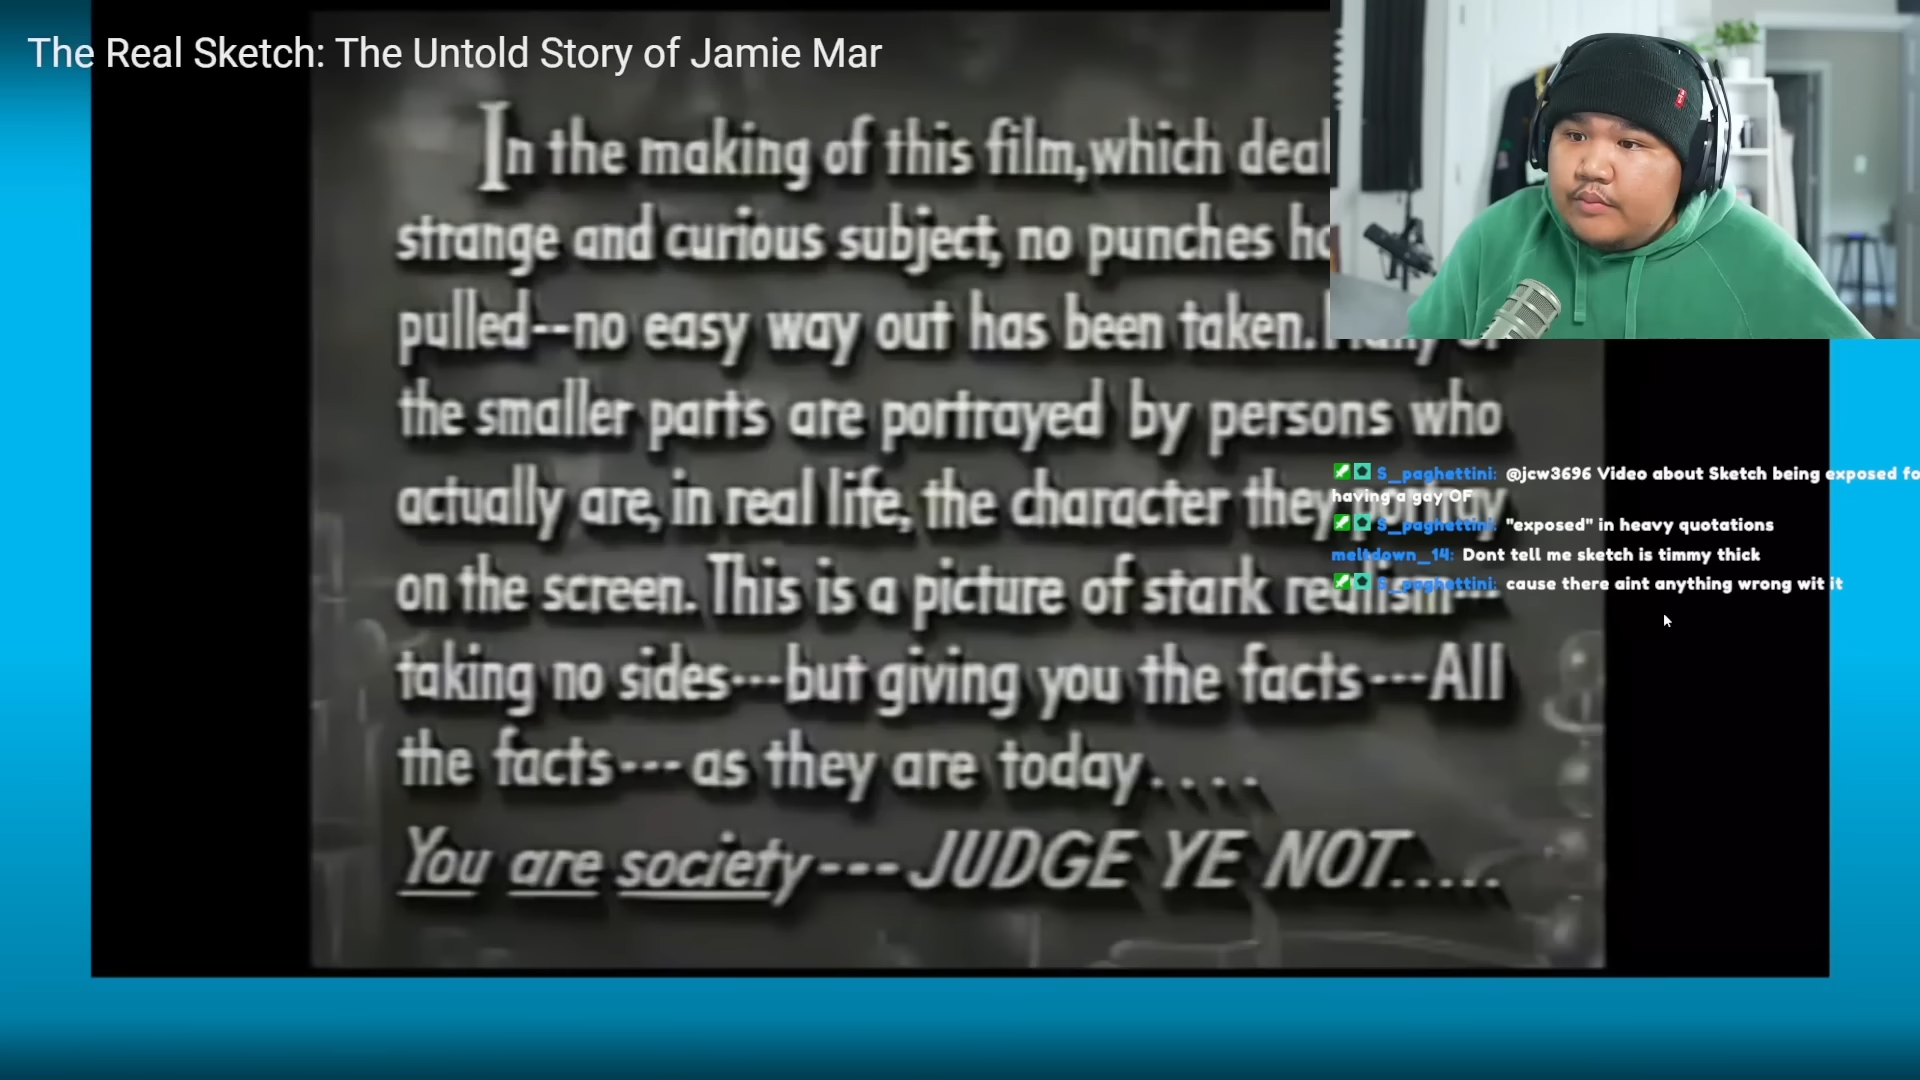 The Real Sketch: The Untold Story of Jamie Mar
In the making of this film, which deal
strange and curious subject, no punches ha
pulled--no easy way out has been taken.
the smaller parts are portrayed by persons who
actually are, in real life, the character they
on the screen. This is a picture of stark realism--
taking no sides---but giving you the facts---All
the facts---as they are today....
You are society---JUDGE YE NOT.....
S_paghettini: @jcw3696 Video about Sketch being exposed fo
having a gay OF
S_paghettini: "exposed" in heavy quotations
meltdown_14: Dont tell me sketch is timmy thick
S_paghettini: cause there aint anything wrong wit it